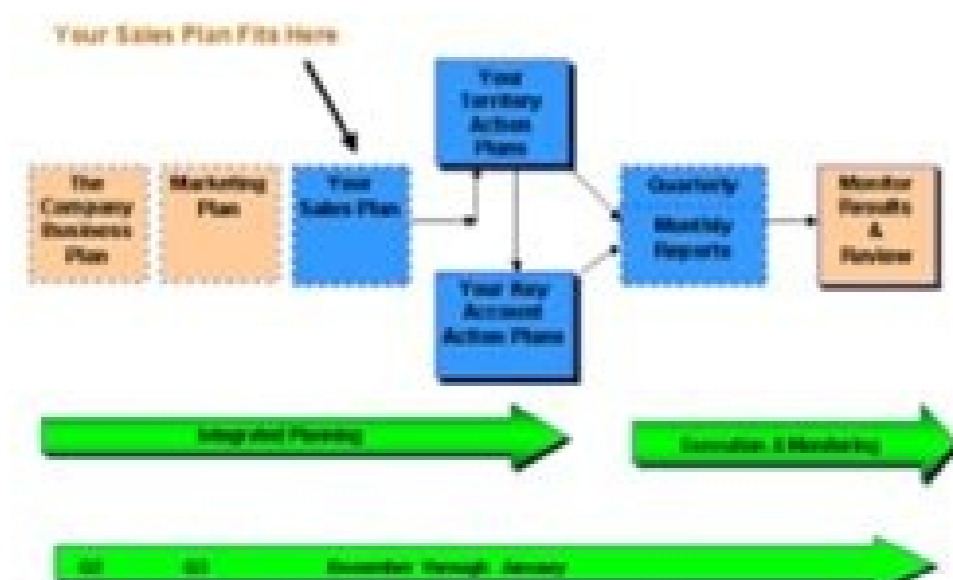 Your Sales Plan Fits Here
Your
Territory
Action
Plans
The
Company
Business
Plan
Marketing
Plan
Your
Sales Plan
Quarterly
Monthly
Reports
Monitor
Results
&
Review
Your Key
Account
Action Plans
Integrated Planning
Execution & Monitoring
December Through January